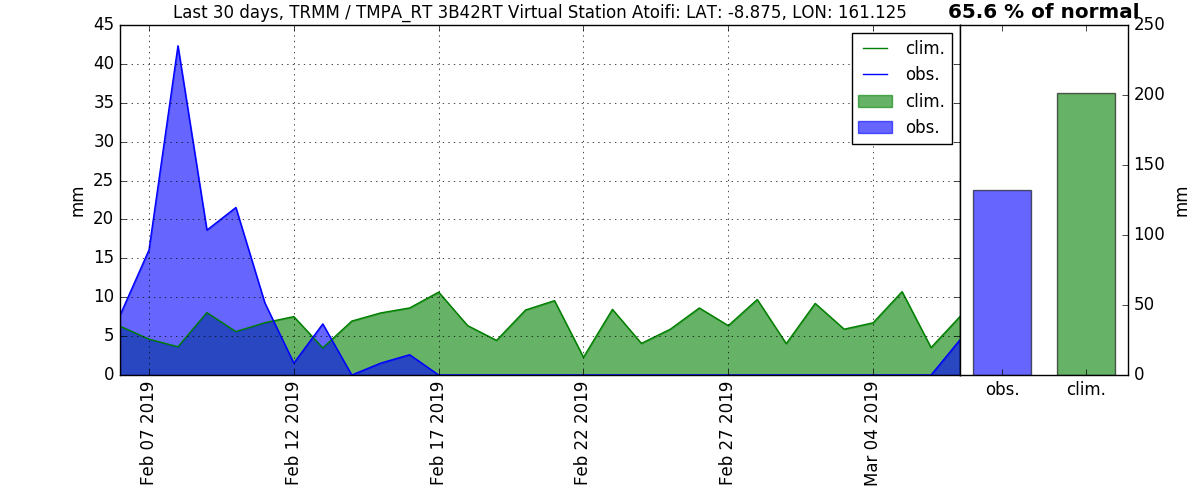 Last 30 days, TRMM / TMPA_RT 3B42RT Virtual Station Atoifi: LAT: -8.875, LON: 161.125
65.6 % of normal
45
40
35
30
25
20
15
10
5
0
mm
clim.
obs.
clim.
obs.
Feb 07 2019
Feb 12 2019
Feb 17 2019
Feb 22 2019
Feb 27 2019
Mar 04 2019
250
200
150
100
50
0
mm
obs.
clim.